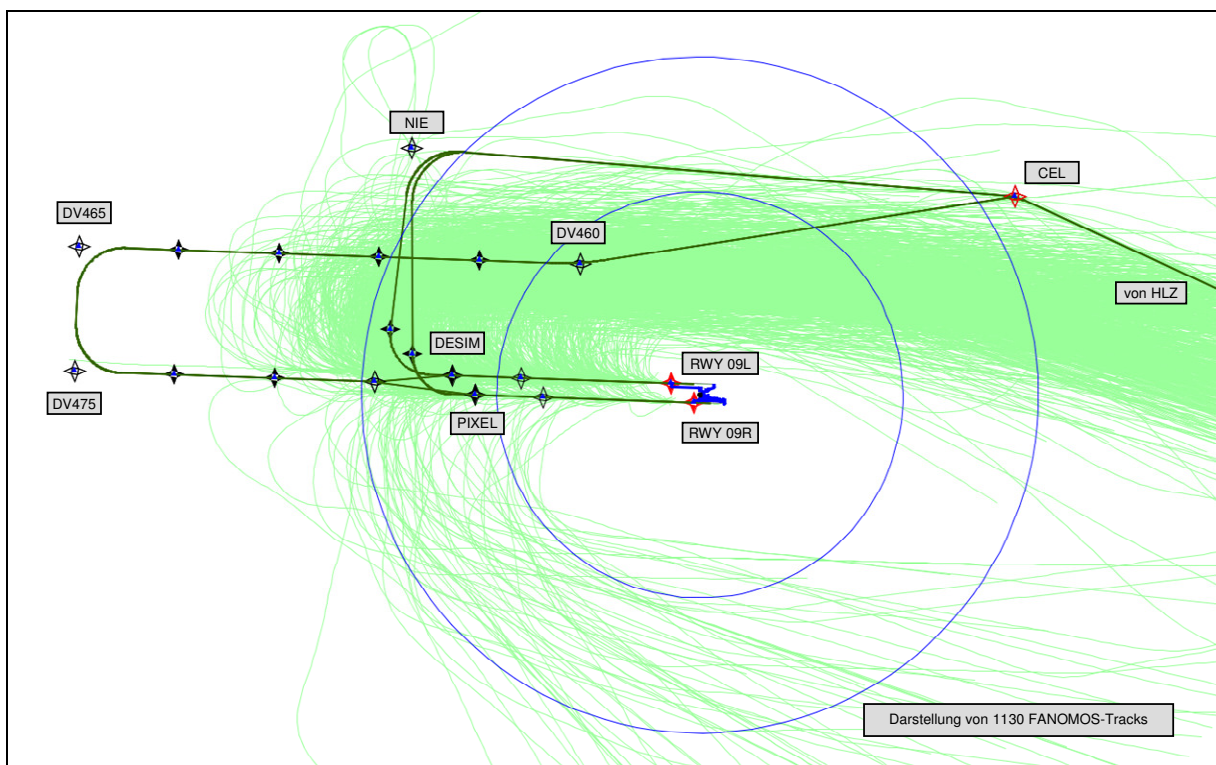 NIE
CEL
DV465
DV460
von HLZ
DESIM
RWY 09L
DV475
PIXEL
RWY 09R
Darstellung von 1130 FANOMOS-Tracks